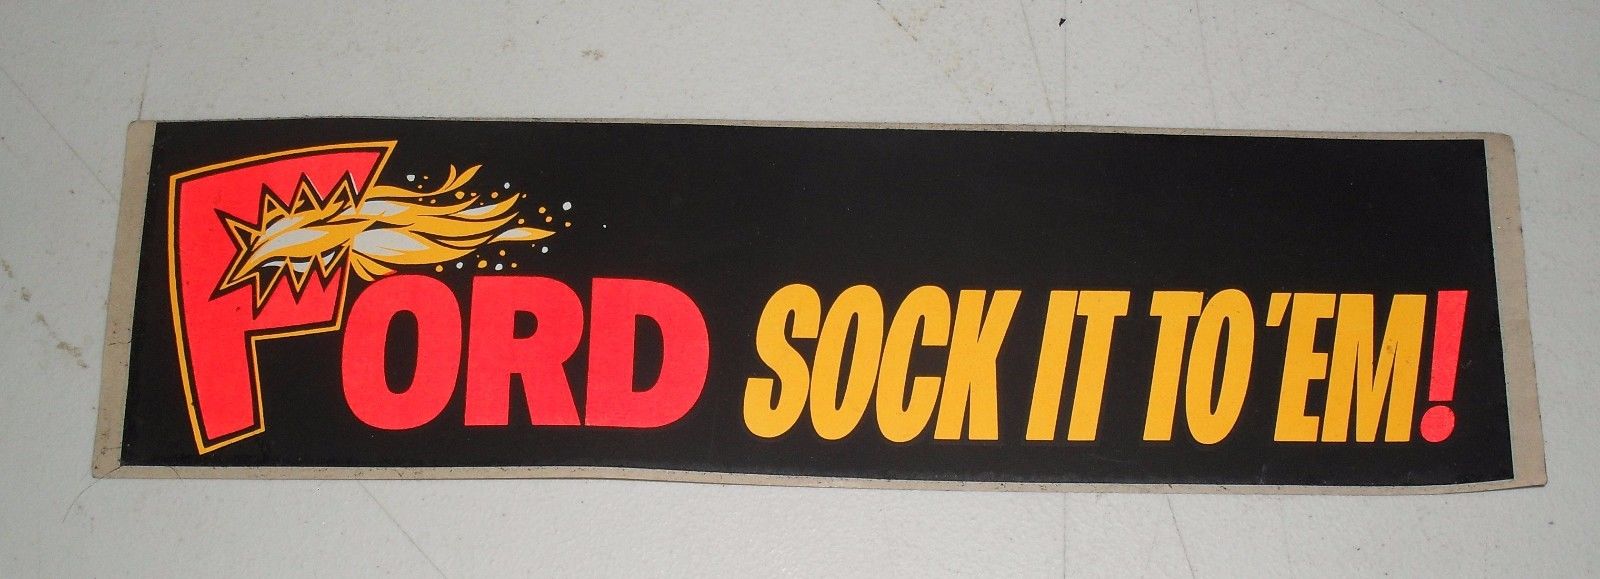 FORD SOCK IT TO 'EM!